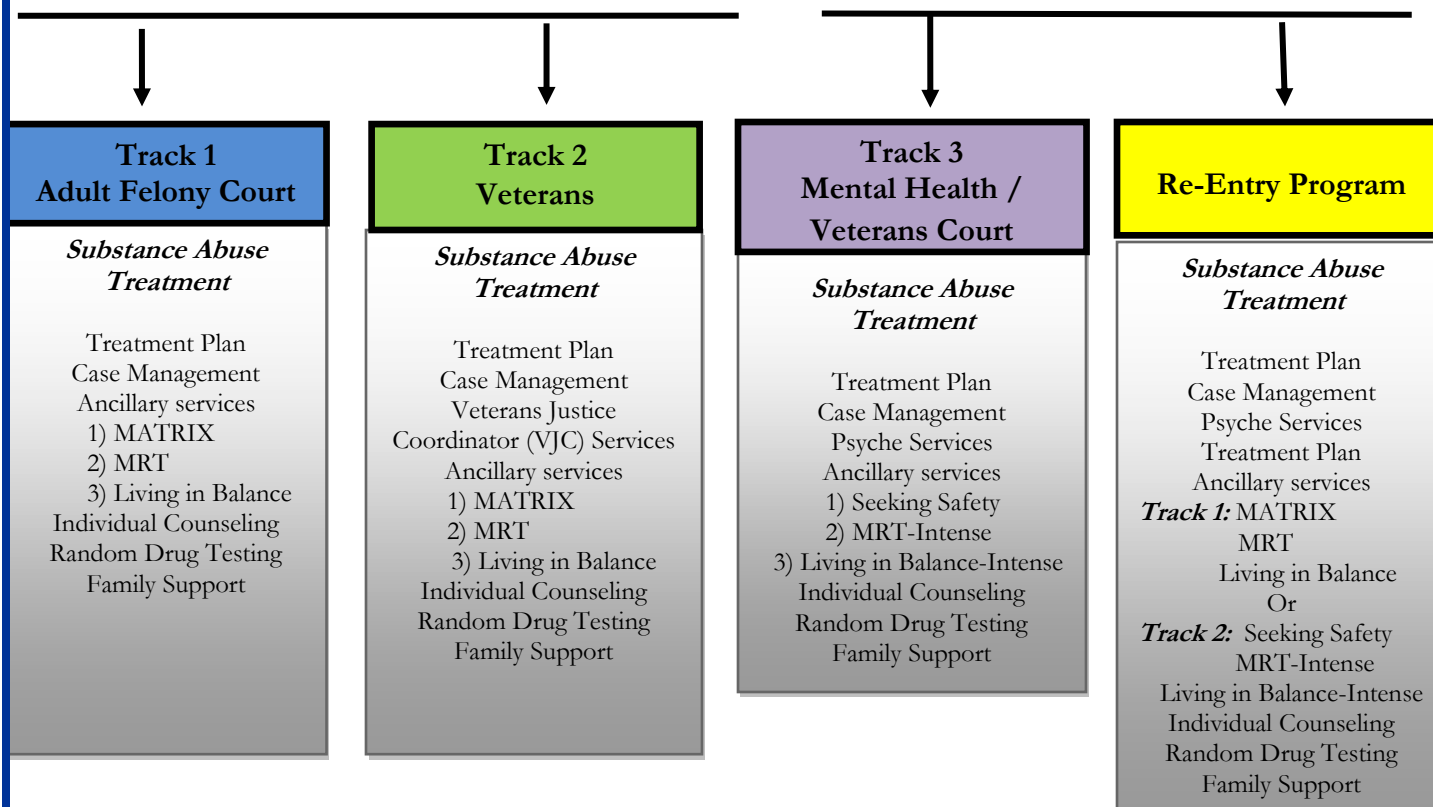 Track 1
Adult Felony Court
Substance Abuse
Treatment
Treatment Plan
Case Management
Ancillary services
1) MATRIX
2) MRT
3) Living in Balance
Individual Counseling
Random Drug Testing
Family Support
Track 2
Veterans
Substance Abuse
Treatment
Treatment Plan
Case Management
Veterans Justice
Coordinator (VJC) Services
Ancillary services
1) MATRIX
2) MRT
3) Living in Balance
Individual Counseling
Random Drug Testing
Family Support
Track 3
Mental Health /
Veterans Court
Substance Abuse
Treatment
Treatment Plan
Case Management
Psyche Services
Ancillary services
1) Seeking Safety
2) MRT-Intense
3) Living in Balance-Intense
Individual Counseling
Random Drug Testing
Family Support
Re-Entry Program
Substance Abuse
Treatment
Treatment Plan
Case Management
Psyche Services
Treatment Plan
Ancillary services
Track 1: MATRIX
MRT
Living in Balance
Or
Track 2: Seeking Safety
MRT-Intense
Living in Balance-Intense
Individual Counseling
Random Drug Testing
Family Support